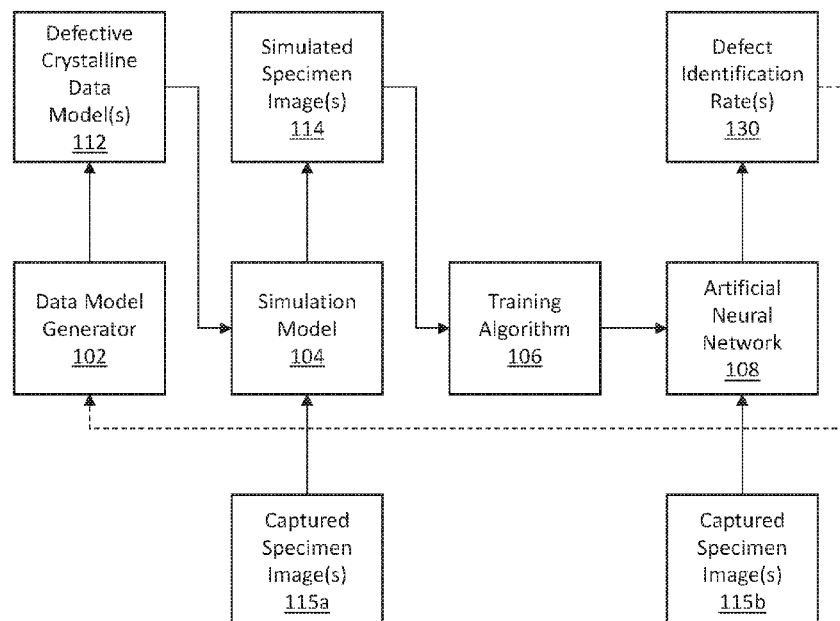 Defective
Crystalline
Data
Model(s)
112
Simulated
Specimen
Image(s)
114
Defect
Identification
Rate(s)
130
Data Model
Generator
102
Simulation
Model
104
Training
Algorithm
106
Artificial
Neural
Network
108
Captured
Specimen
Image(s)
115a
Captured
Specimen
Image(s)
115b